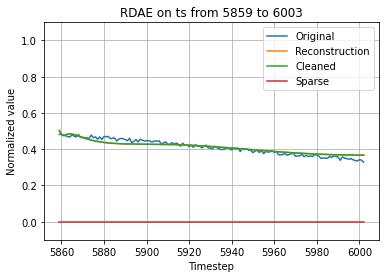 RDAE on ts from 5859 to 6003
Normalized value
1.0
0.8
0.6
0.4
0.2
0.0
Original
Reconstruction
Cleaned
Sparse
5860 5880 5900 5920 5940 5960 5980 6000
Timestep